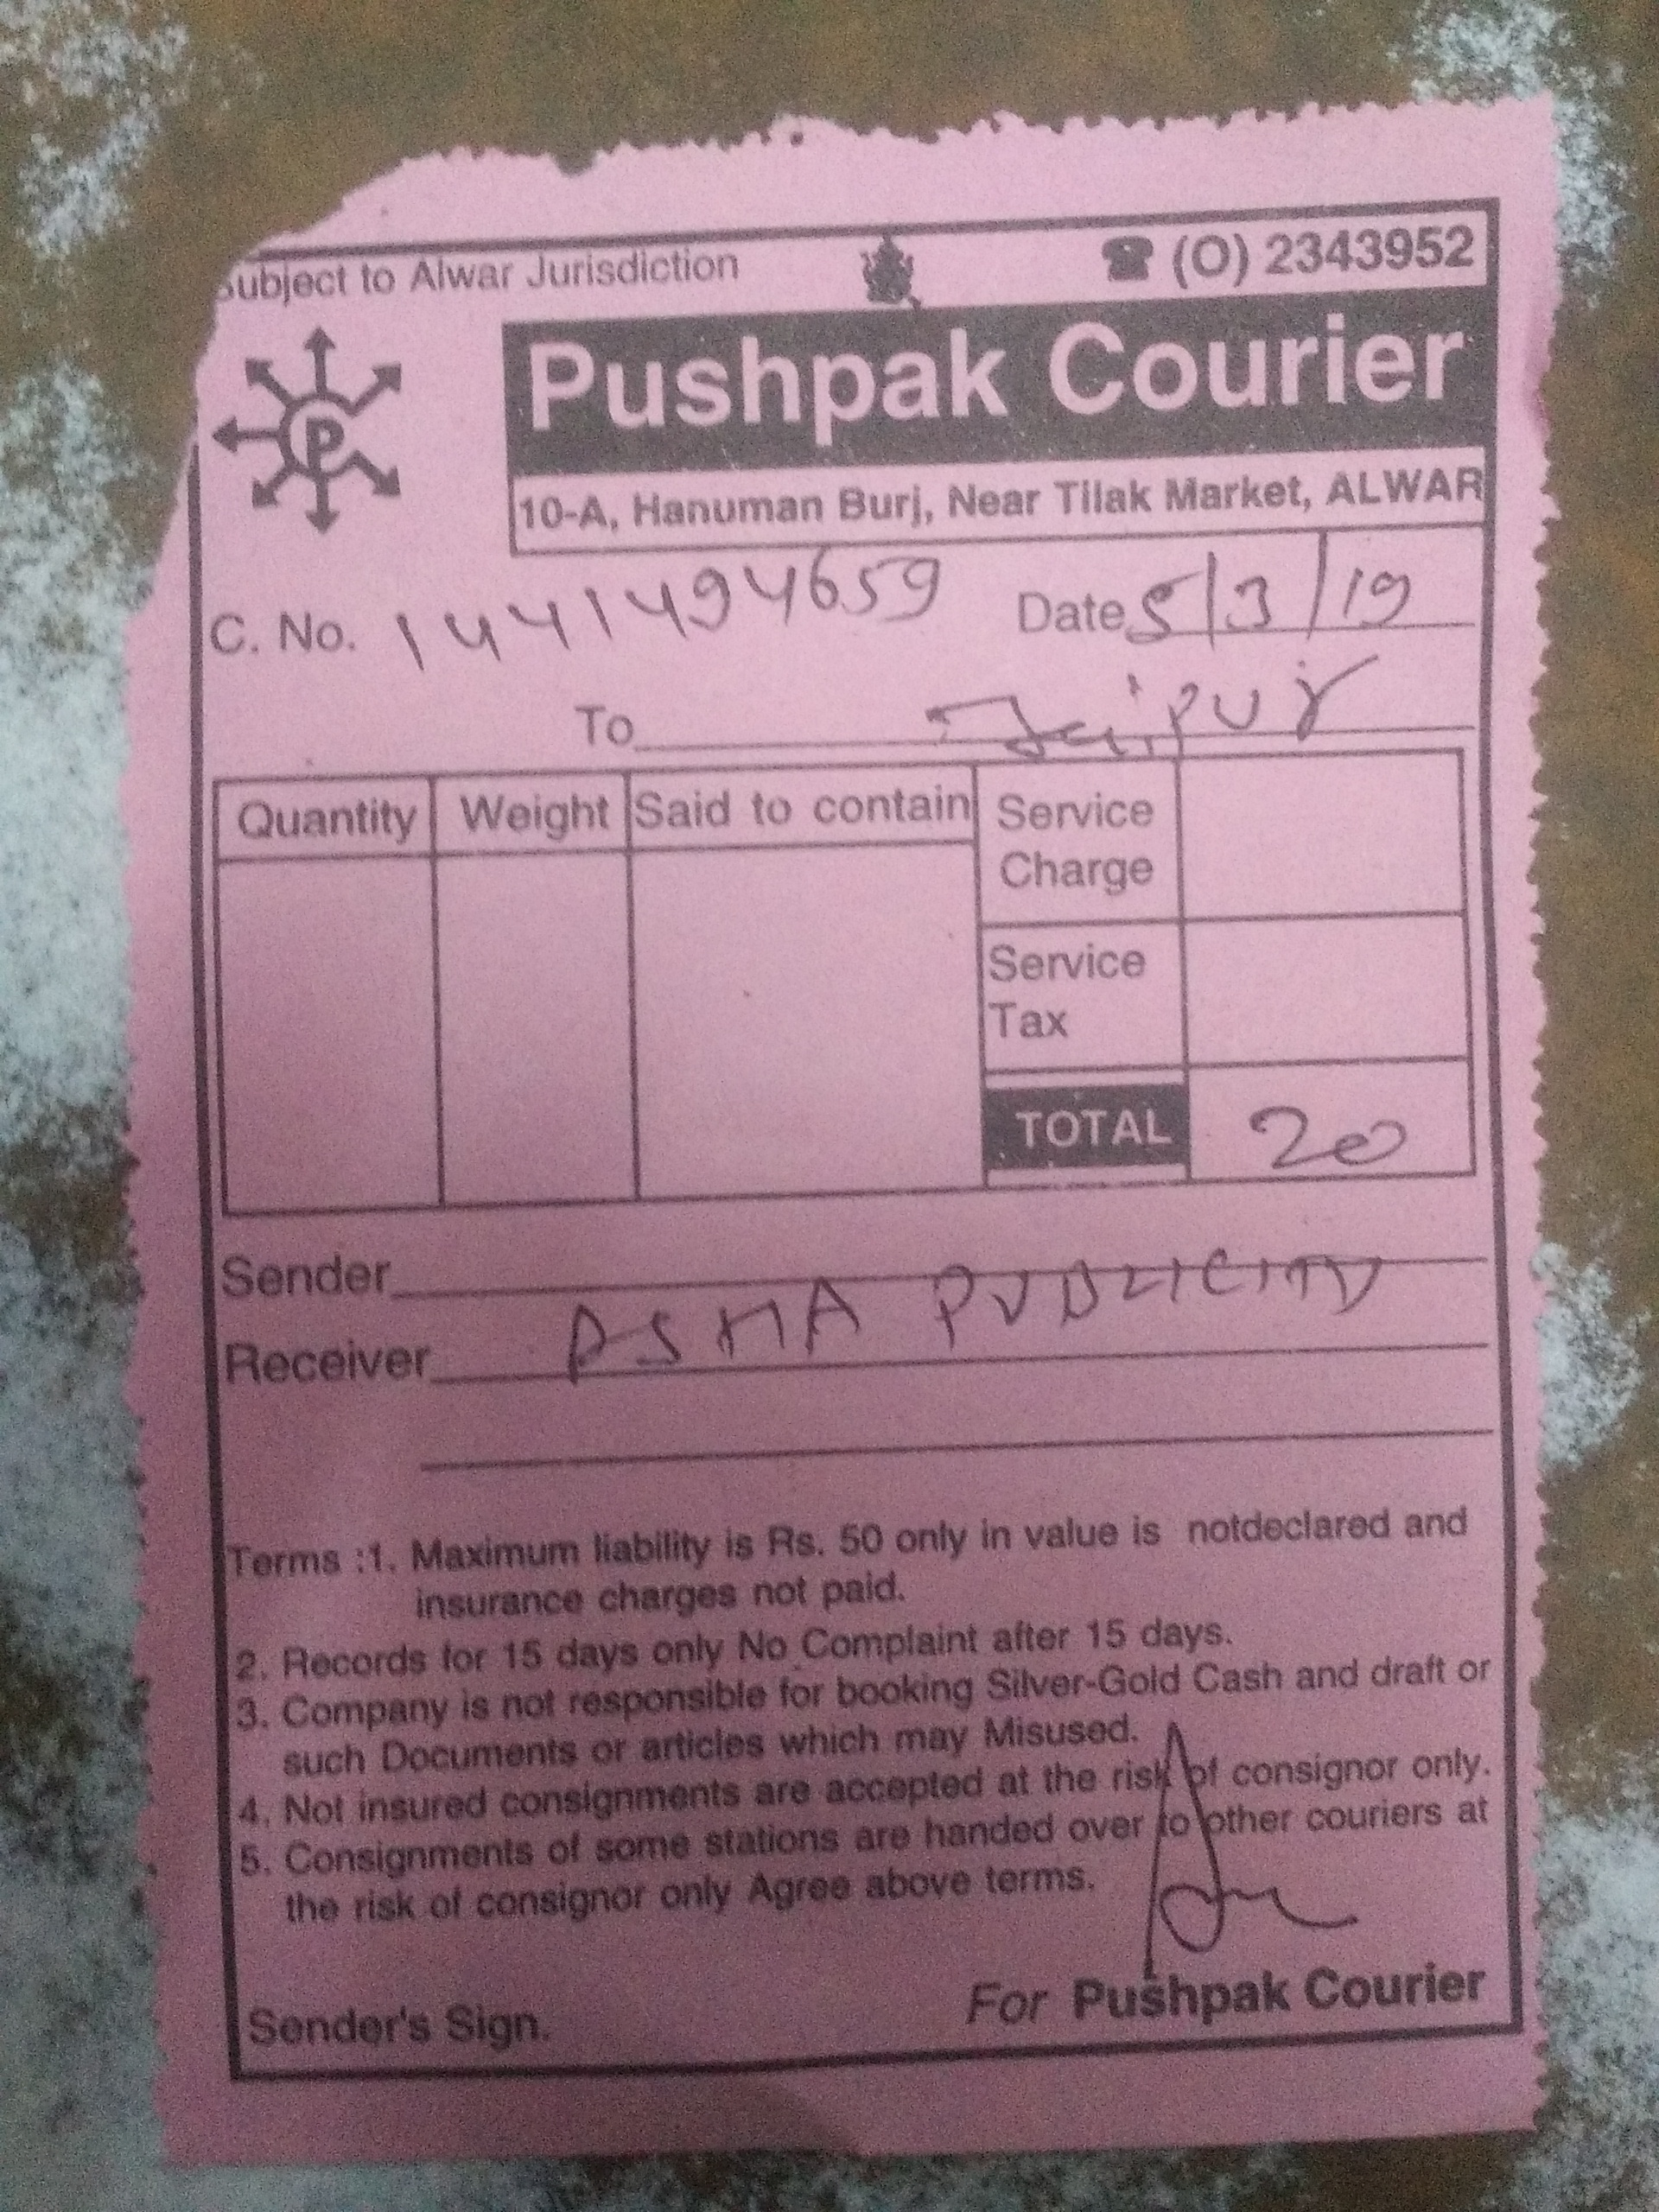 Subject to Alwar Jurisdiction ☎ (O) 2343952
P
Pushpak Courier
10-A, Hanuman Burj, Near Tilak Market, ALWAR
C. No. 1441494659 Date 5/3/19
To Jaipur
Quantity Weight Said to contain Service Charge
Service Tax
TOTAL 20
Sender
Receiver ASHA PUBLICITY
Terms :1. Maximum liability is Rs. 50 only in value is notdeclared and
insurance charges not paid.
2. Records for 15 days only No Complaint after 15 days.
3. Company is not responsible for booking Silver-Gold Cash and draft or
such Documents or articles which may Misused.
4. Not insured consignments are accepted at the risk of consignor only.
5. Consignments of some stations are handed over to other couriers at
the risk of consignor only Agree above terms.
For Pushpak Courier
Sender's Sign.